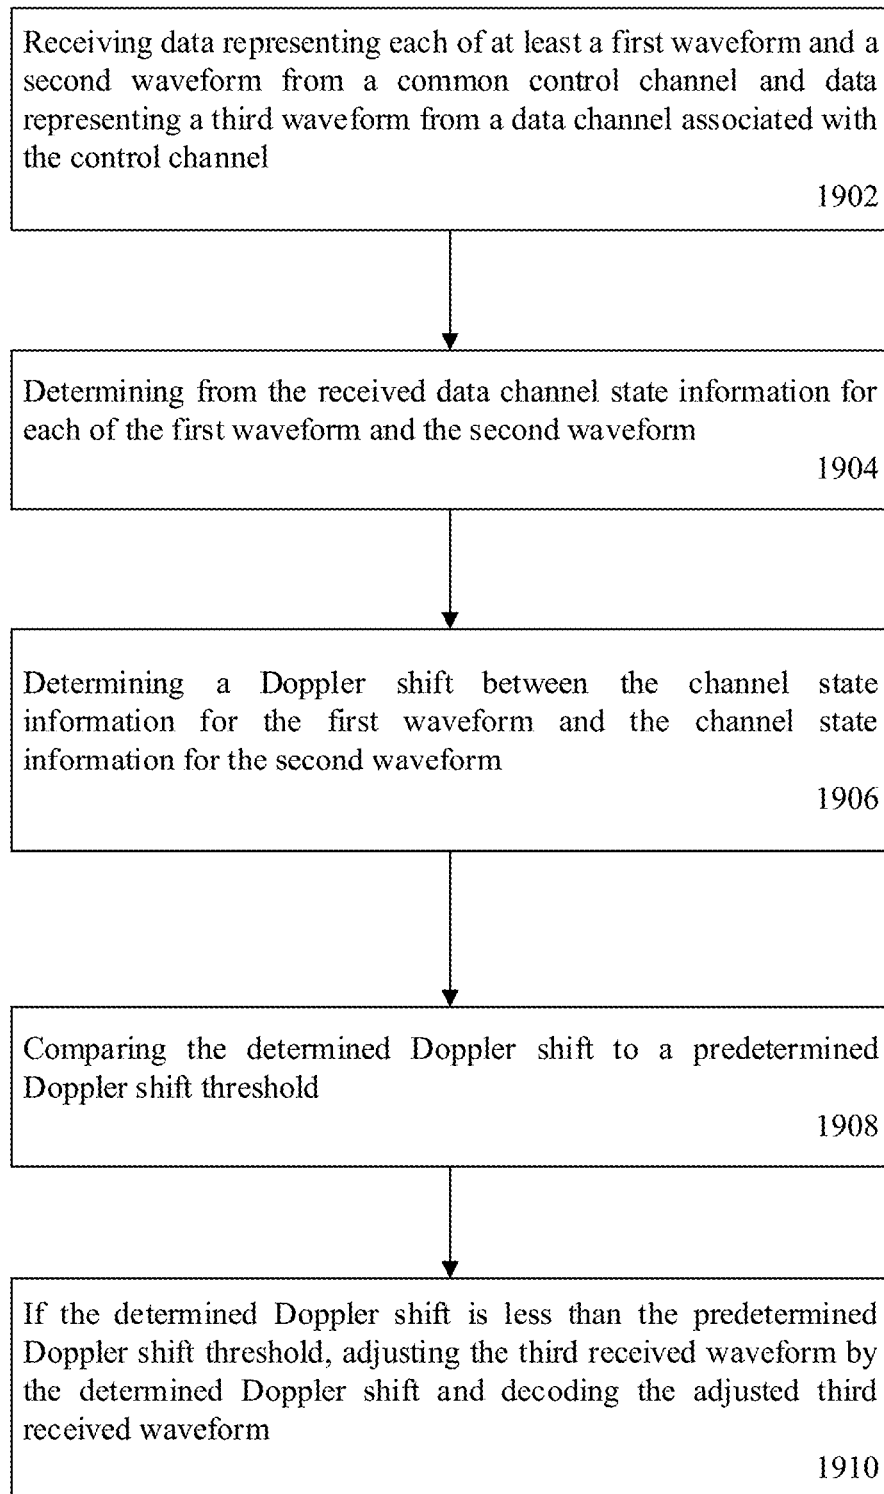 Receiving data representing each of at least a first waveform and a
second waveform from a common control channel and data
representing a third waveform from a data channel associated with
the control channel
1902
Determining from the received data channel state information for
each of the first waveform and the second waveform
1904
Determining a Doppler shift between the channel state
information for the first waveform and the channel state
information for the second waveform
1906
Comparing the determined Doppler shift to a predetermined
Doppler shift threshold
1908
If the determined Doppler shift is less than the predetermined
Doppler shift threshold, adjusting the third received waveform by
the determined Doppler shift and decoding the adjusted third
received waveform
1910